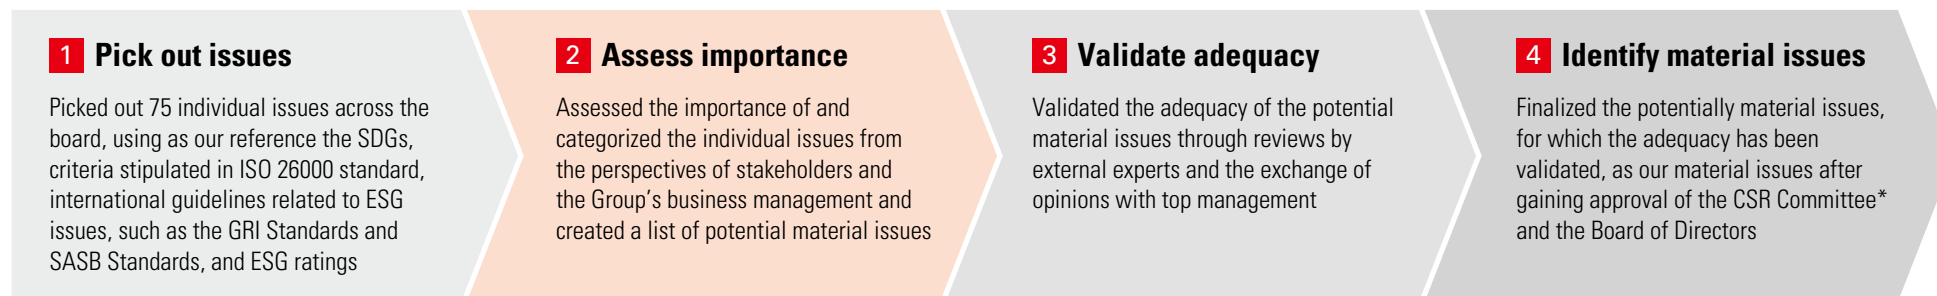 1 Pick out issues
Picked out 75 individual issues across the
board, using as our reference the SDGs,
criteria stipulated in ISO 26000 standard,
international guidelines related to ESG
issues, such as the GRI Standards and
SASB Standards, and ESG ratings
2 Assess importance
Assessed the importance of and
categorized the individual issues from
the perspectives of stakeholders and
the Group’s business management and
created a list of potential material issues
3 Validate adequacy
Validated the adequacy of the potential
material issues through reviews by
external experts and the exchange of
opinions with top management
4 Identify material issues
Finalized the potentially material issues,
for which the adequacy has been
validated, as our material issues after
gaining approval of the CSR Committee*
and the Board of Directors